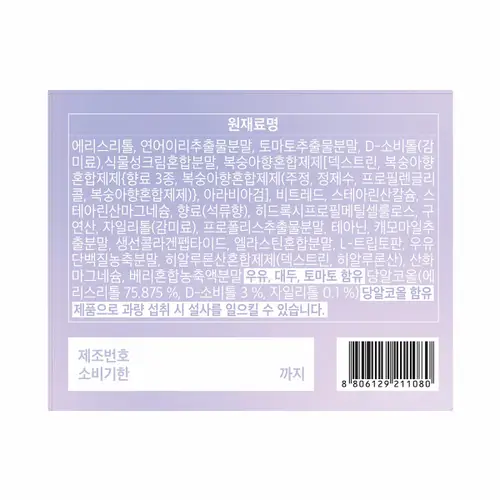 원재료명
에리스리톨, 연어이리추출물분말, 토마토추출물분말, D-소비톨(감
미료),식물성크림혼합분말, 복숭아향혼합제제[덱스트린, 복숭아향
혼합제제{향료 3종, 복숭아향혼합제제(주정, 정제수, 프로필렌글리
콜, 복숭아향혼합제제)}, 아라비아검], 비트레드, 스테아린산칼슘, 스
테아린산마그네슘, 향료(석류향), 히드록시프로필메틸셀룰로스, 구
연산, 자일리톨(감미료), 프로폴리스추출물분말, 테아닌, 캐모마일추
출분말, 생선콜라겐펩타이드, 엘라스틴혼합분말, L-트립토판, 우유
단백질농축분말, 히알루론산혼합제제(덱스트린, 히알루론산), 산화
마그네슘, 베리혼합농축액분말 우유, 대두, 토마토 함유 당알코올(에
리스리톨 75.875 %, D-소비톨 3 %, 자일리톨 0.1 %) 당알코올 함유
제품으로 과량 섭취 시 설사를 일으킬 수 있습니다.
제조번호
소비기한 까지
8 806129 211080